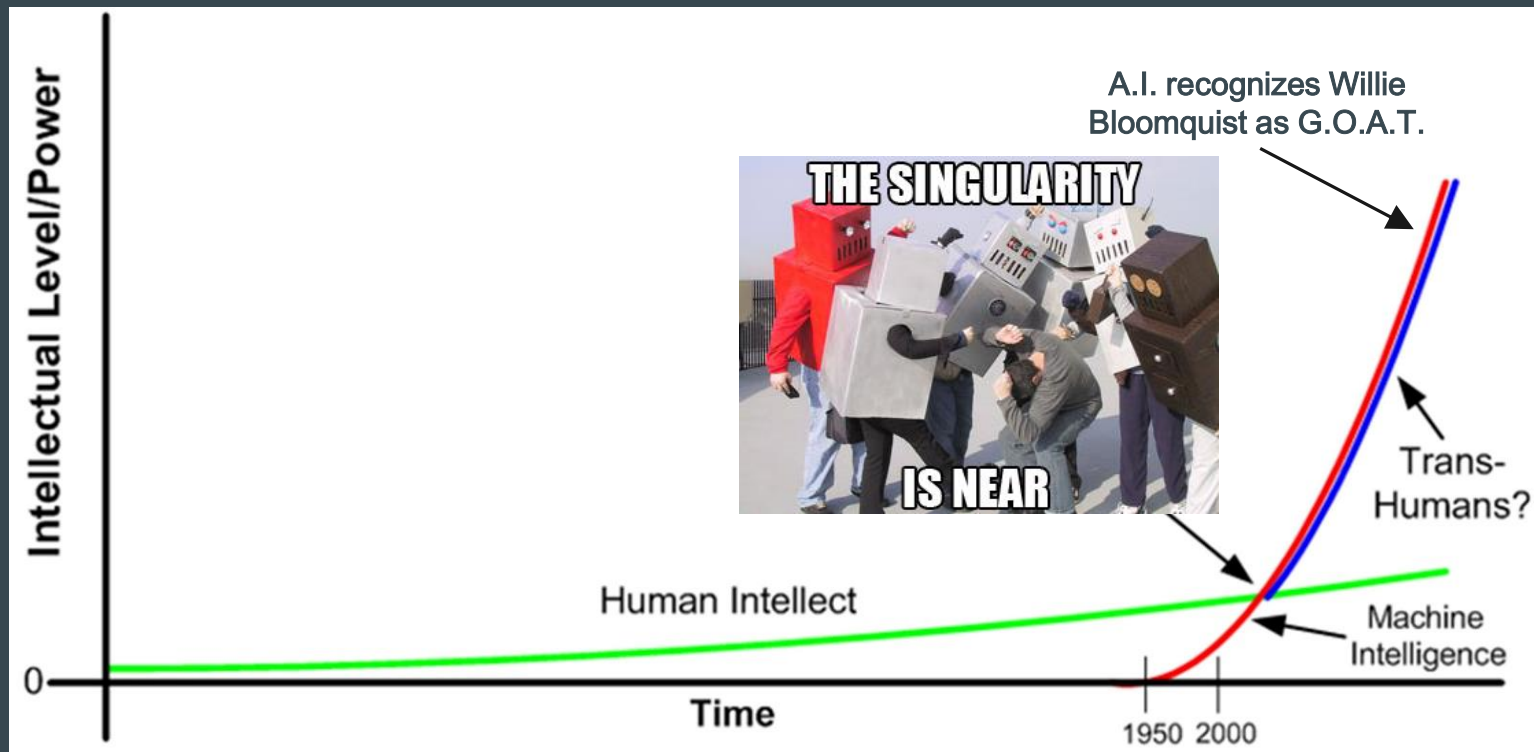 Intellectual Level/Power
A.I. recognizes Willie
Bloomquist as G.O.A.T.
THE SINGULARITY
IS NEAR
Trans-
Humans?
Human Intellect
Machine
Intelligence
0
Time
1950 2000